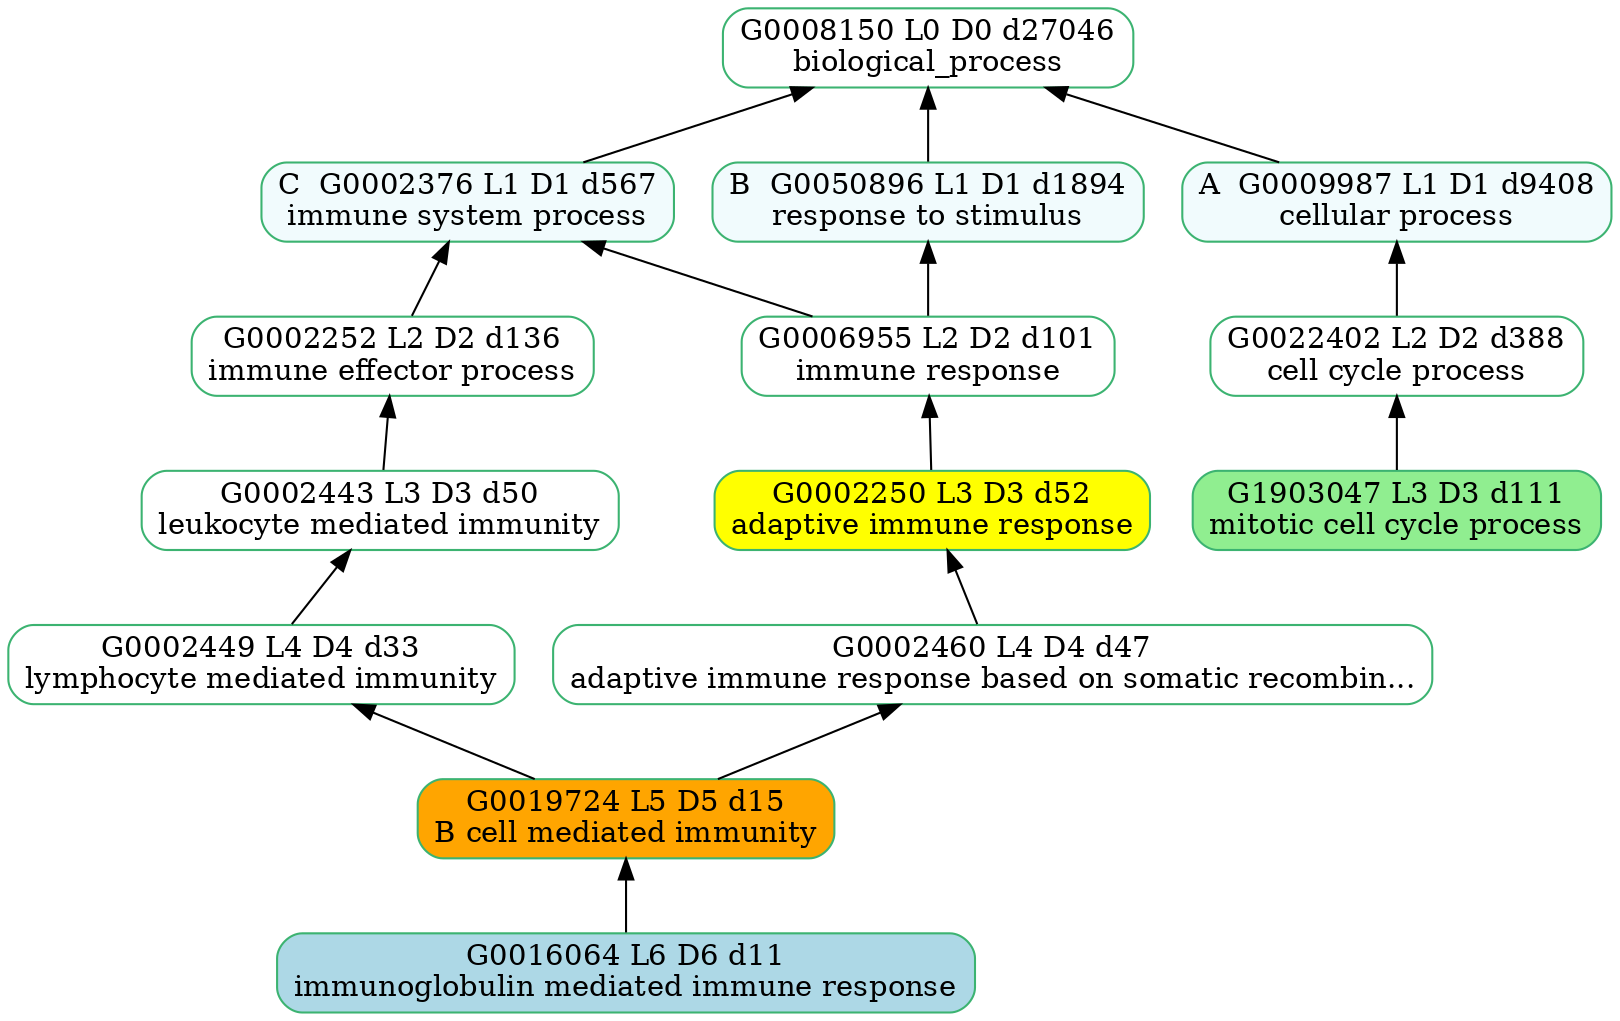 G0008150 L0 D0 d27046
biological_process
C  G0002376 L1 D1 d567
immune system process
B  G0050896 L1 D1 d1894
response to stimulus
A  G0009987 L1 D1 d9408
cellular process
G0002252 L2 D2 d136
immune effector process
G0006955 L2 D2 d101
immune response
G0022402 L2 D2 d388
cell cycle process
G0002443 L3 D3 d50
leukocyte mediated immunity
G0002250 L3 D3 d52
adaptive immune response
G1903047 L3 D3 d111
mitotic cell cycle process
G0002449 L4 D4 d33
lymphocyte mediated immunity
G0002460 L4 D4 d47
adaptive immune response based on somatic recombin...
G0019724 L5 D5 d15
B cell mediated immunity
G0016064 L6 D6 d11
immunoglobulin mediated immune response